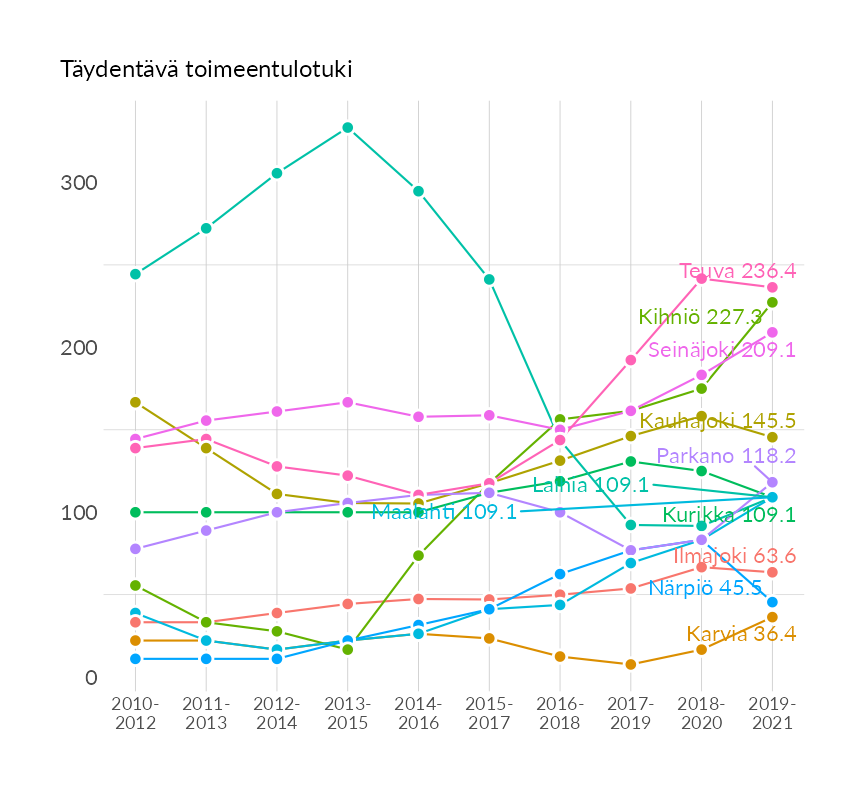 Täydentävä toimeentulotuki
300
200
100
0
Teuva 236.4
Kihniö 227.3
Seinäjoki 209.1
Kauhajoki 145.5
Parkano 118.2
Laihia 109.1
Maalahti 109.1
Kurikka 109.1
Ilmajoki 63.6
Närpiö 45.5
Karvia 36.4
2010- 2011- 2012- 2013- 2014- 2015- 2016- 2017- 2018- 2019-
2012 2013 2014 2015 2016 2017 2018 2019 2020 2021